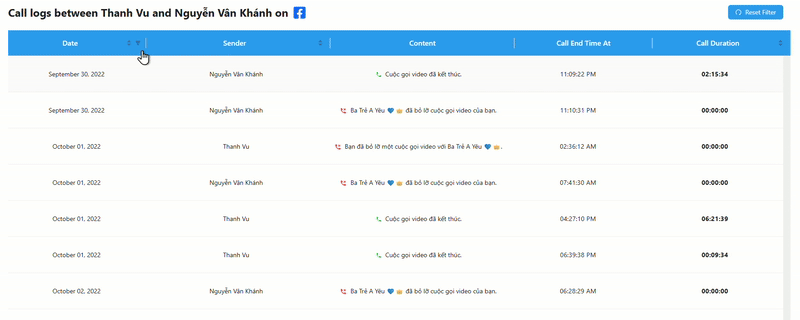 Call logs between Thanh Vu and Nguyễn Vân Khánh on
Reset Filter
Date Sender Content Call End Time At Call Duration
September 30, 2022 Nguyễn Vân Khánh Cuộc gọi video đã kết thúc. 11:09:22 PM 02:15:34
September 30, 2022 Nguyễn Vân Khánh Ba Trẻ A Yêu 💙 👑 đã bỏ lỡ cuộc gọi video của bạn. 11:10:31 PM 00:00:00
October 01, 2022 Thanh Vu Bạn đã bỏ lỡ một cuộc gọi video với Ba Trẻ A Yêu 💙 👑. 02:36:12 AM 00:00:00
October 01, 2022 Nguyễn Vân Khánh Ba Trẻ A Yêu 💙 👑 đã bỏ lỡ cuộc gọi video của bạn. 07:41:30 AM 00:00:00
October 01, 2022 Thanh Vu Cuộc gọi video đã kết thúc. 04:27:10 PM 06:21:39
October 01, 2022 Thanh Vu Cuộc gọi video đã kết thúc. 06:39:38 PM 00:09:34
October 02, 2022 Nguyễn Vân Khánh Ba Trẻ A Yêu 💙 👑 đã bỏ lỡ cuộc gọi video của bạn. 06:28:29 AM 00:00:00